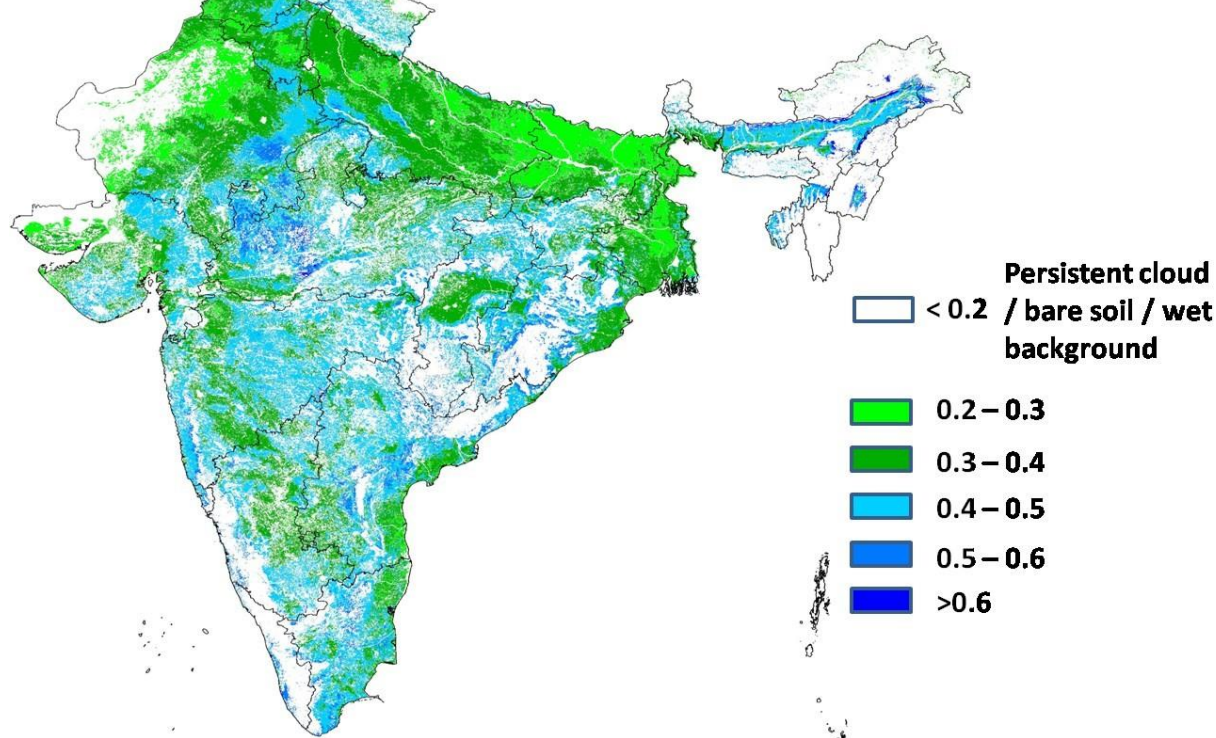 < 0.2 Persistent cloud
/ bare soil / wet
background
0.2 – 0.3
0.3 – 0.4
0.4 – 0.5
0.5 – 0.6
>0.6